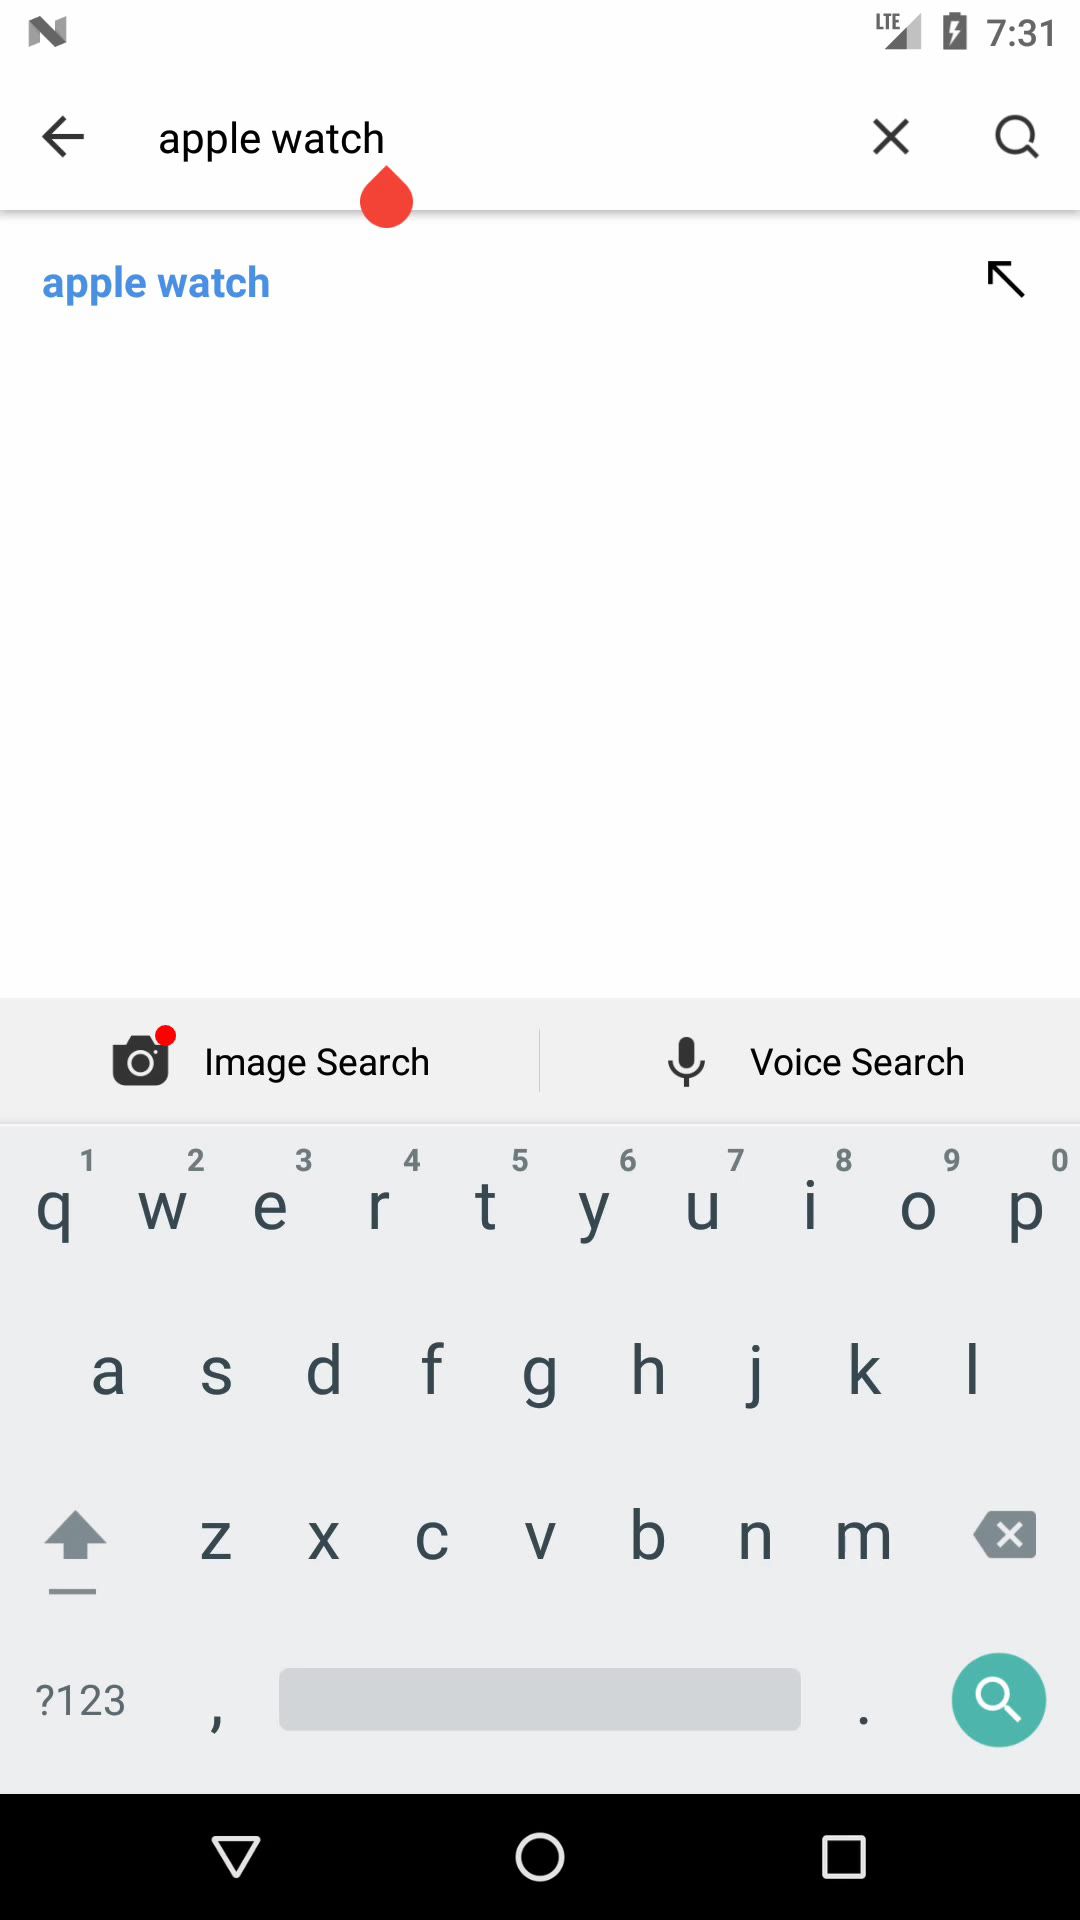 LTE 7:31
apple watch
apple watch
Image Search Voice Search
1 2 3 4 5 6 7 8 9 0
q w e r t y u i o p
a s d f g h j k l
z x c v b n m
?123 , .